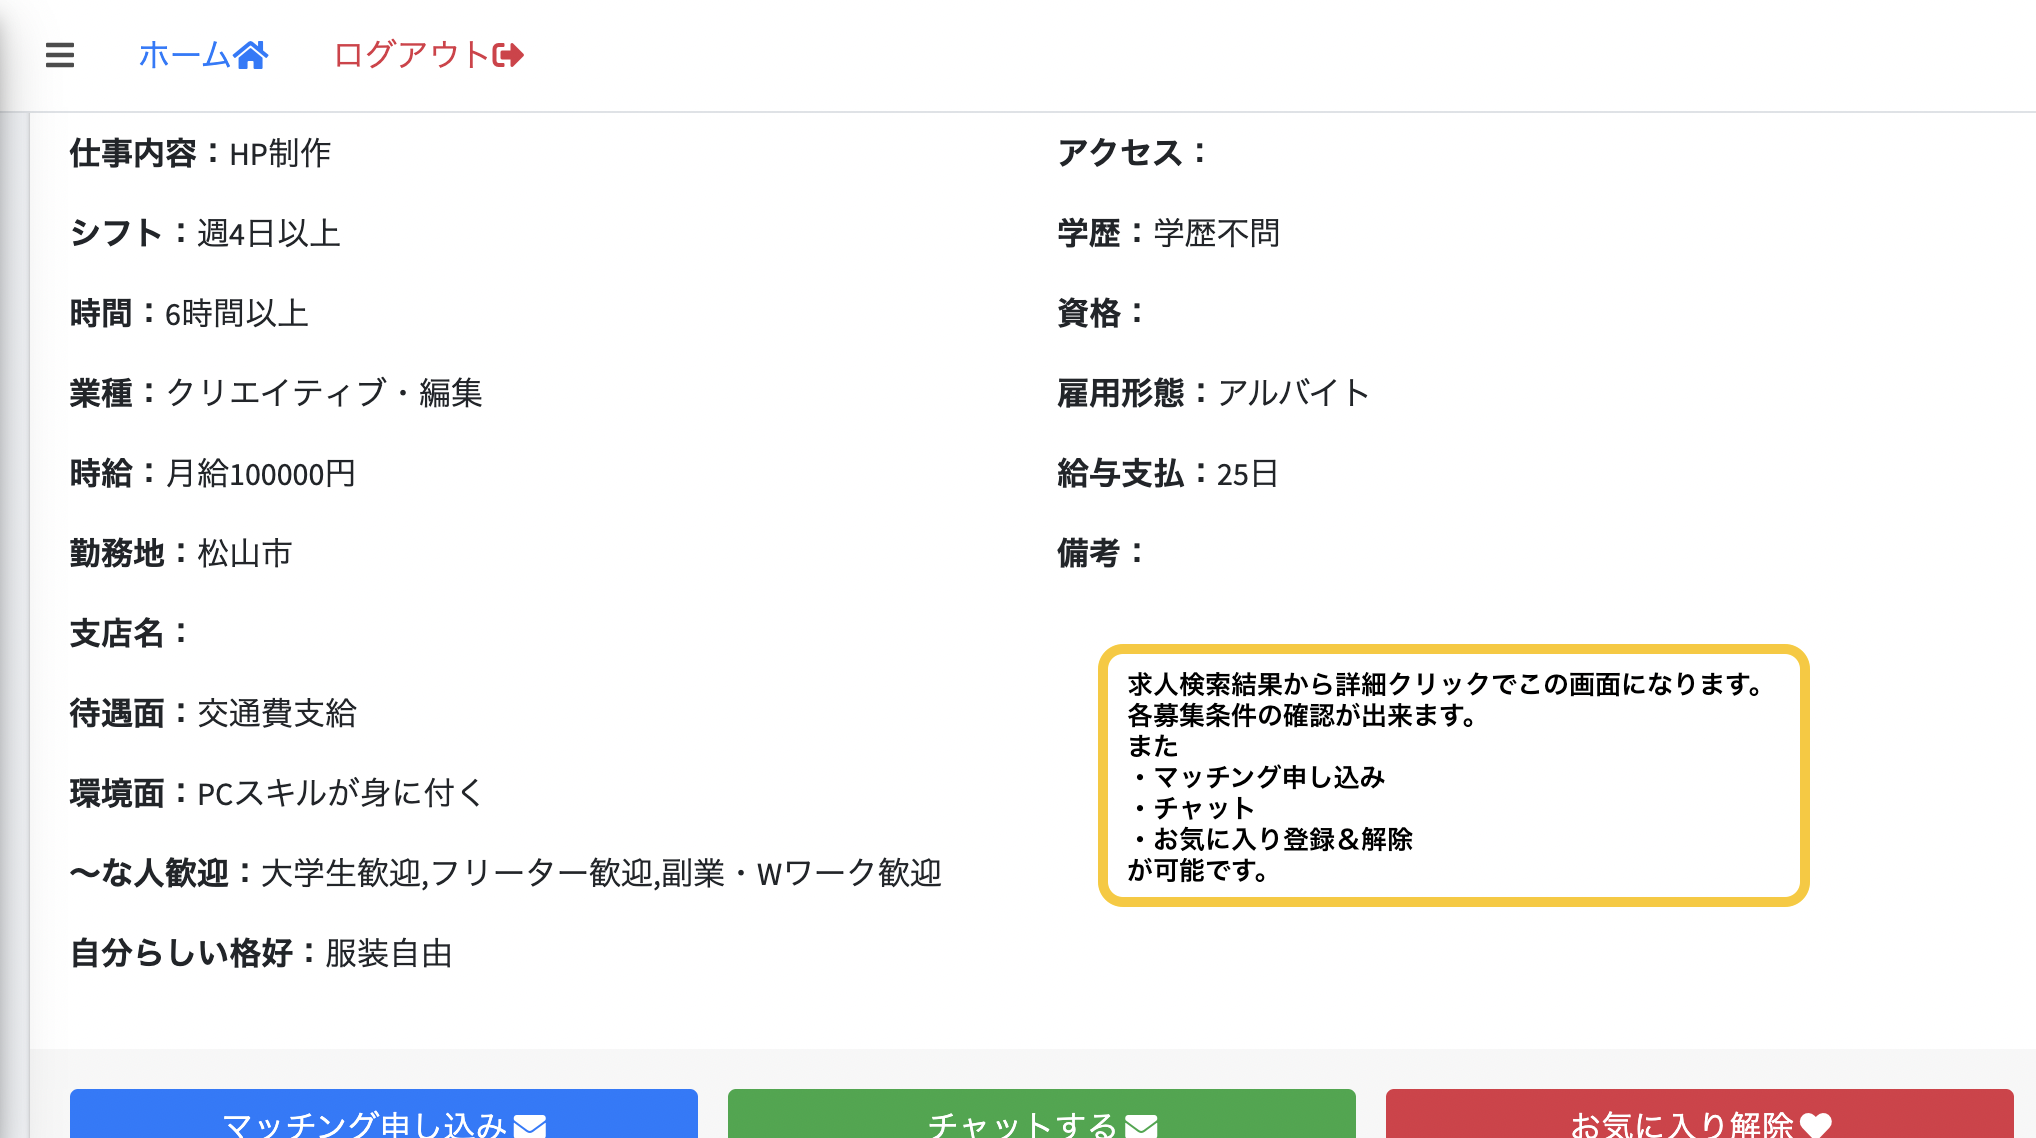 ホーム
ログアウト
仕事内容：HP制作
シフト：週4日以上
時間：6時間以上
業種：クリエイティブ・編集
時給：月給100000円
勤務地：松山市
支店名：
待遇面：交通費支給
環境面：PCスキルが身に付く
〜な人歓迎：大学生歓迎,フリーター歓迎,副業・Wワーク歓迎
自分らしい格好：服装自由
アクセス：
学歴：学歴不問
資格：
雇用形態：アルバイト
給与支払：25日
備考：
求人検索結果から詳細クリックでこの画面になります。
各募集条件の確認が出来ます。
また
・マッチング申し込み
・チャット
・お気に入り登録＆解除
が可能です。
マッチング申し込み
チャットする
お気に入り解除